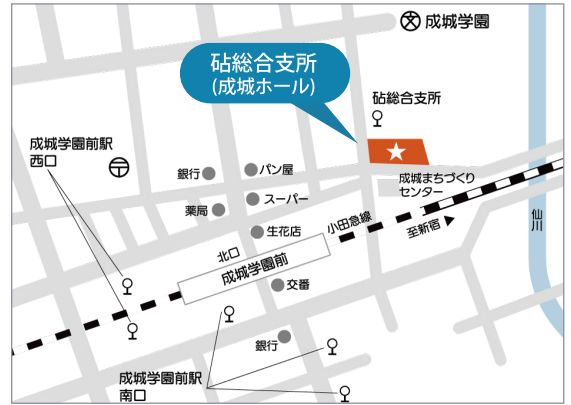 成城学園
砧総合支所
(成城ホール)
砧総合支所
成城学園前駅
西口
銀行
パン屋
成城まちづくり
センター
薬局
スーパー
生花店
小田急線
至新宿
仙川
北口
成城学園前
交番
銀行
成城学園前駅
南口